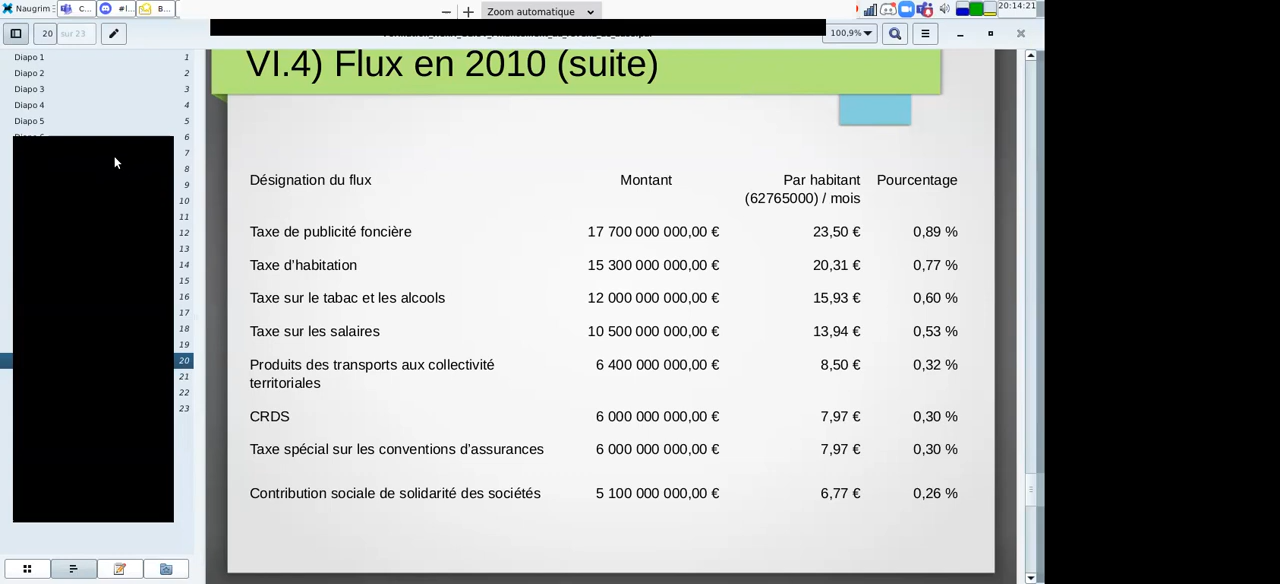 Naugrim
C...
#I...
B...
Zoom automatique
20:14:21
20
sur 23
100,9%
Diapo 1 1
Diapo 2 2
Diapo 3 3
Diapo 4 4
Diapo 5 5
6
7
8
9
10
11
12
13
14
15
16
17
18
19
20
21
22
23
VI.4) Flux en 2010 (suite)
Désignation du flux Montant Par habitant Pourcentage
(62765000) / mois
Taxe de publicité foncière 17 700 000 000,00 € 23,50 € 0,89 %
Taxe d’habitation 15 300 000 000,00 € 20,31 € 0,77 %
Taxe sur le tabac et les alcools 12 000 000 000,00 € 15,93 € 0,60 %
Taxe sur les salaires 10 500 000 000,00 € 13,94 € 0,53 %
Produits des transports aux collectivité 6 400 000 000,00 € 8,50 € 0,32 %
territoriales
CRDS 6 000 000 000,00 € 7,97 € 0,30 %
Taxe spécial sur les conventions d’assurances 6 000 000 000,00 € 7,97 € 0,30 %
Contribution sociale de solidarité des sociétés 5 100 000 000,00 € 6,77 € 0,26 %